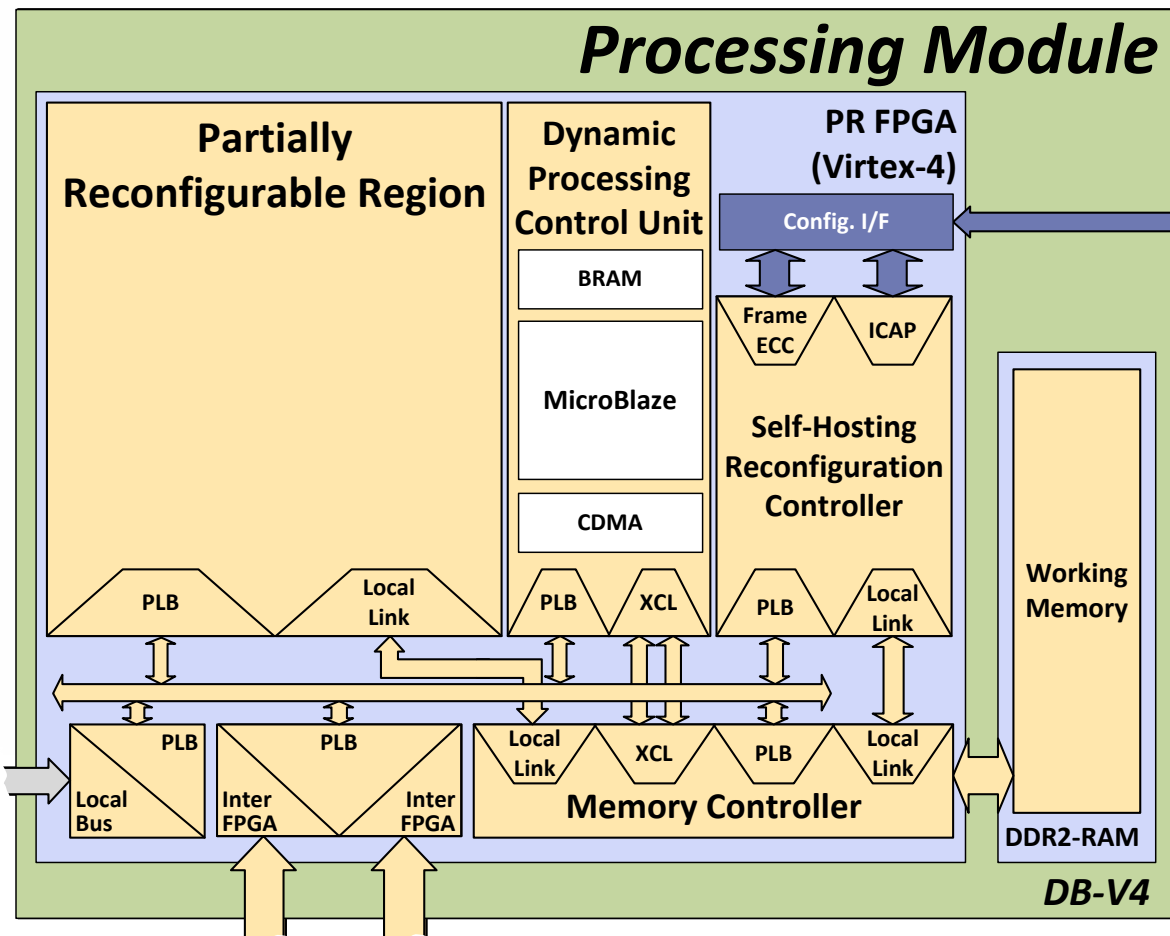 Processing Module
Partially
Reconfigurable Region
Dynamic
Processing
Control Unit
PR FPGA
(Virtex-4)
Config. I/F
BRAM
Frame
ECC
ICAP
MicroBlaze
Self-Hosting
Reconfiguration
Controller
CDMA
Working
Memory
PLB
Local
Link
PLB
XCL
PLB
Local
Link
PLB
Local
Bus
PLB
Inter
FPGA
Inter
FPGA
Local
Link
XCL
PLB
Local
Link
Memory Controller
DDR2-RAM
DB-V4